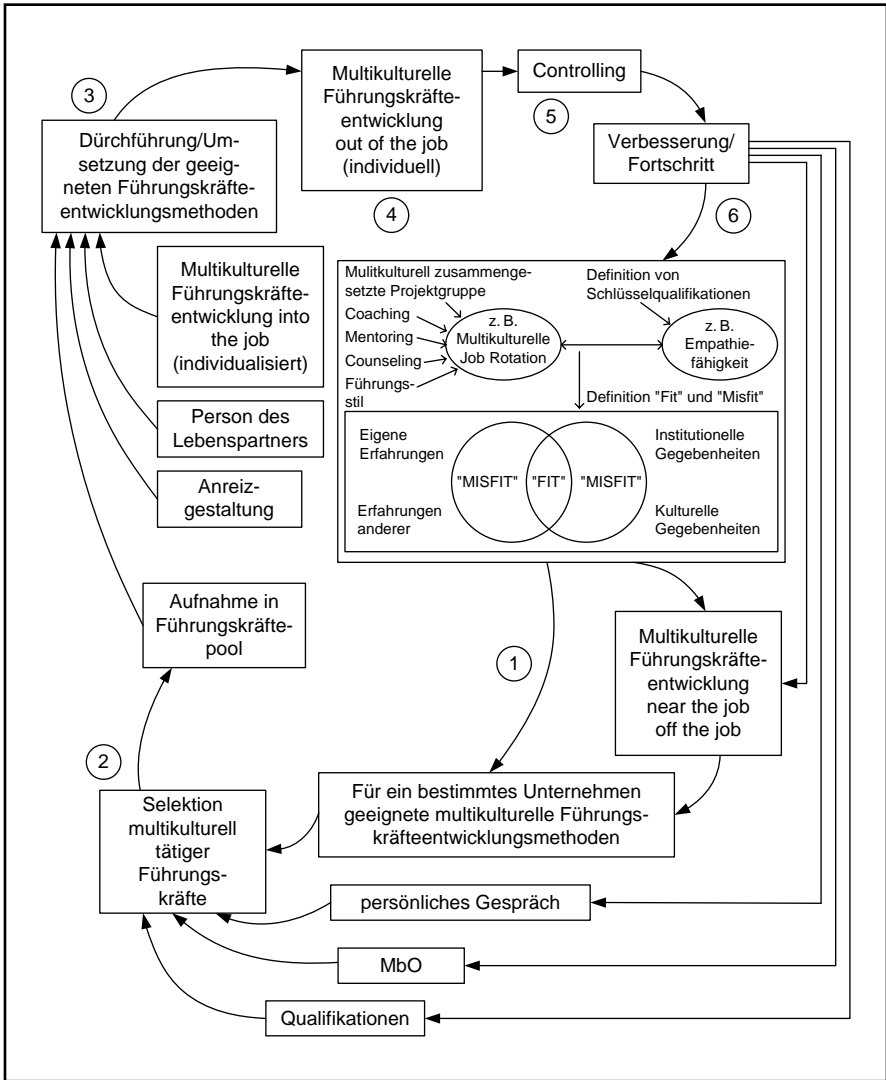 Multikulturelle
Führungskräfte-
entwicklung
out of the job
(individuell)
Controlling
3
5
Dürchführung/Um-
setzung der geeig-
neten Führungskräfte-
entwicklungsmethoden
Verbesserung/
Fortschritt
4
6
Multikulturelle
Führungskräfte-
entwicklung into
the job
(individualisiert)
Mulitkulturell zusammenge-
setzte Projektgruppe
Coaching
Mentoring
Counseling
Führungs-
stil
z. B.
Multikulturelle
Job Rotation
Definition von
Schlüsselqualifikationen
z. B.
Empathie-
fähigkeit
Definition "Fit" und "Misfit"
Person des
Lebenspartners
Anreiz-
gestaltung
Eigene
Erfahrungen
Institutionelle
Gegebenheiten
"MISFIT"
"FIT"
"MISFIT"
Erfahrungen
anderer
Kulturelle
Gegebenheiten
Aufnahme in
Führungskräfte-
pool
1
Multikulturelle
Führungskräfte-
entwicklung
near the job
off the job
2
Selektion
multikulturell
tätiger
Führungs-
kräfte
Für ein bestimmtes Unternehmen
geeignete multikulturelle Führungs-
kräfteentwicklungsmethoden
persönliches Gespräch
MbO
Qualifikationen